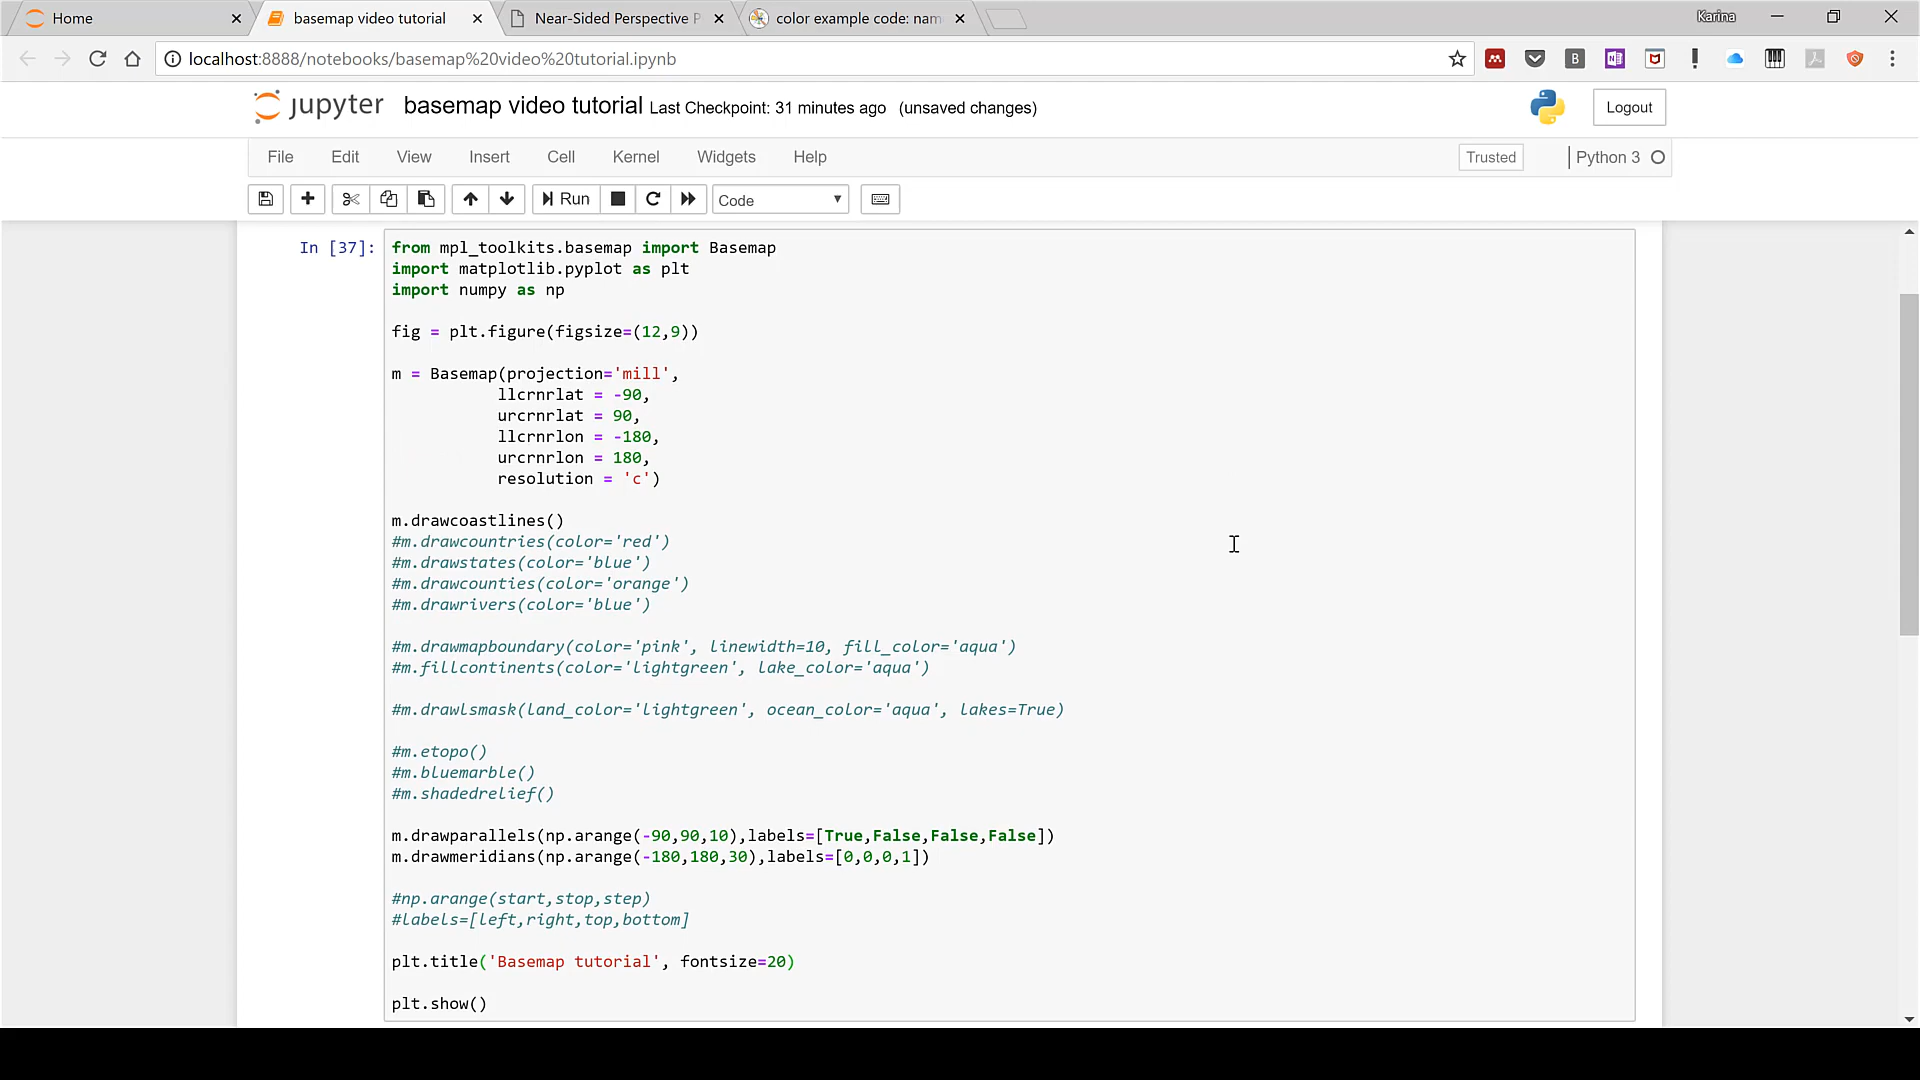 Home
basemap video tutorial
Near-Sided Perspective P
color example code: nam
Karina
localhost:8888/notebooks/basemap%20video%20tutorial.ipynb
B
N
jupyter basemap video tutorial Last Checkpoint: 31 minutes ago (unsaved changes)
Logout
File Edit View Insert Cell Kernel Widgets Help
Trusted
Python 3
Run
Code
In [37]:
from mpl_toolkits.basemap import Basemap
import matplotlib.pyplot as plt
import numpy as np
fig = plt.figure(figsize=(12,9))
m = Basemap(projection='mill',
llcrnrlat = -90,
urcrnrlat = 90,
llcrnrlon = -180,
urcrnrlon = 180,
resolution = 'c')
m.drawcoastlines()
#m.drawcountries(color='red')
#m.drawstates(color='blue')
#m.drawcounties(color='orange')
#m.drawrivers(color='blue')
#m.drawmapboundary(color='pink', linewidth=10, fill_color='aqua')
#m.fillcontinents(color='lightgreen', lake_color='aqua')
#m.drawlsmask(land_color='lightgreen', ocean_color='aqua', lakes=True)
#m.etopo()
#m.bluemarble()
#m.shadedrelief()
m.drawparallels(np.arange(-90,90,10),labels=[True,False,False,False])
m.drawmeridians(np.arange(-180,180,30),labels=[0,0,0,1])
#np.arange(start,stop,step)
#labels=[left,right,top,bottom]
plt.title('Basemap tutorial', fontsize=20)
plt.show()